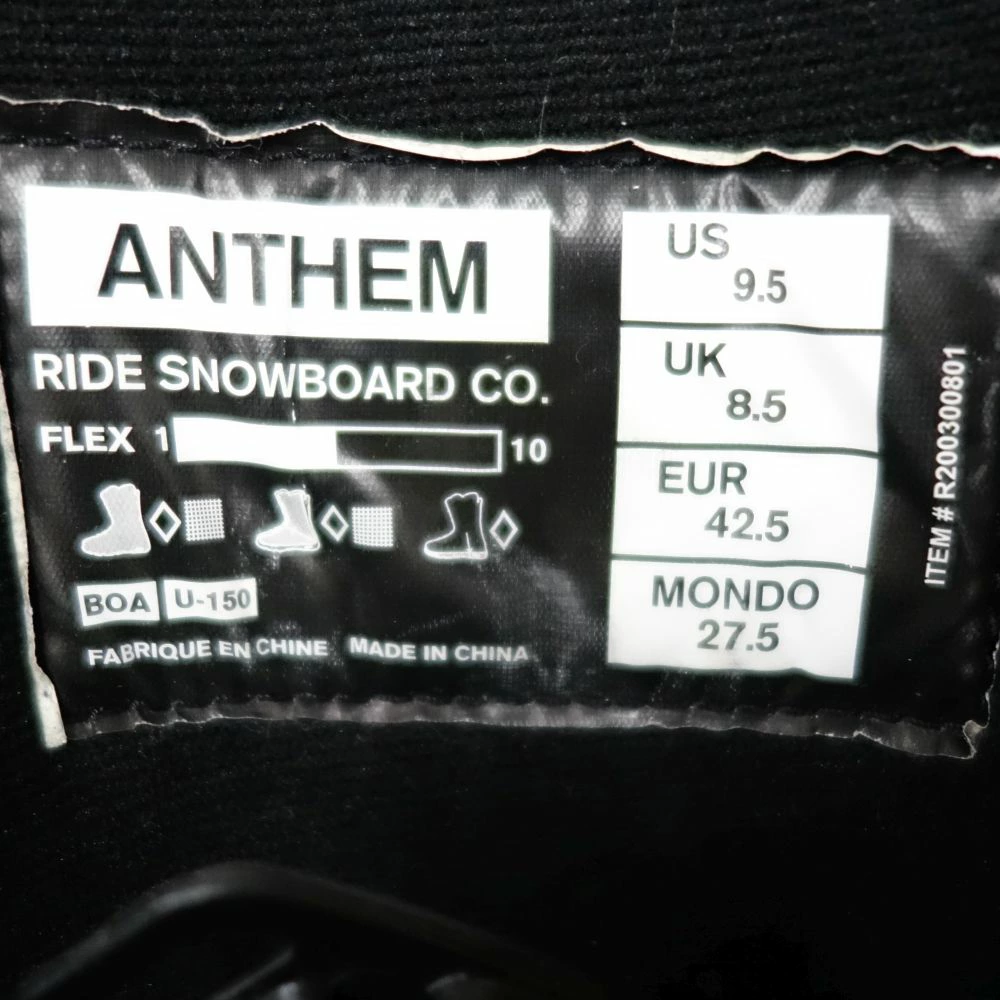 ANTHEM
RIDE SNOWBOARD CO.
FLEX 1 10
BOA U-150
FABRIQUE EN CHINE MADE IN CHINA
US
9.5
UK
8.5
EUR
42.5
MONDO
27.5
ITEM # R200300801